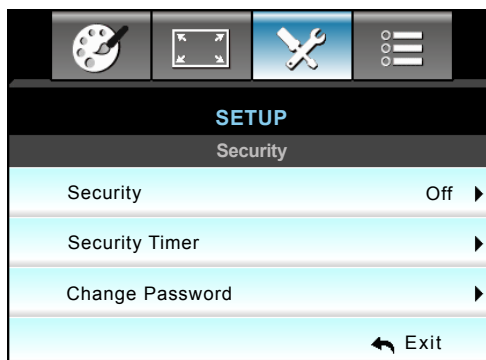 SETUP
Security
Security Off
Security Timer
Change Password
Exit